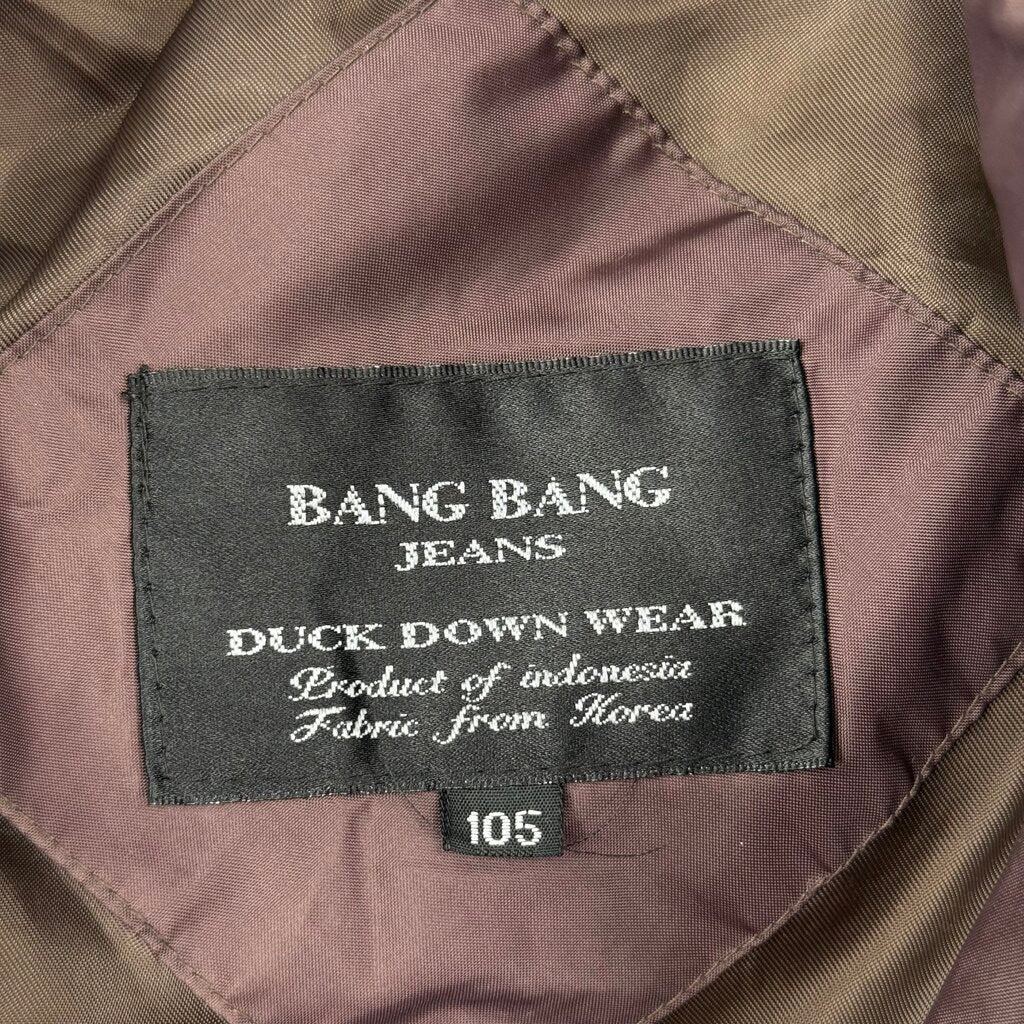 BANG BANG
JEANS
DUCK DOWN WEAR
Product of indonesia
Fabric from Korea
105